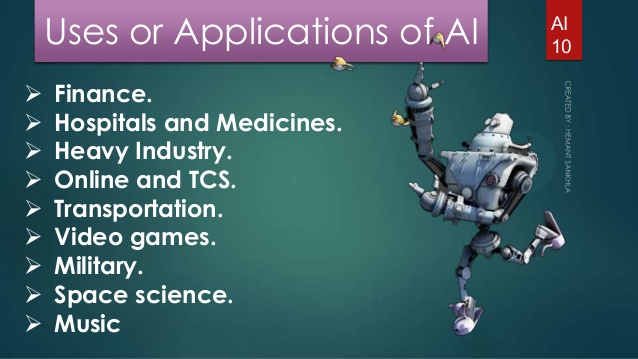 Uses or Applications of AI
AI
10
➢ Finance.
➢ Hospitals and Medicines.
➢ Heavy Industry.
➢ Online and TCS.
➢ Transportation.
➢ Video games.
➢ Military.
➢ Space science.
➢ Music
CREATED BY : HEMANT SANKHLA